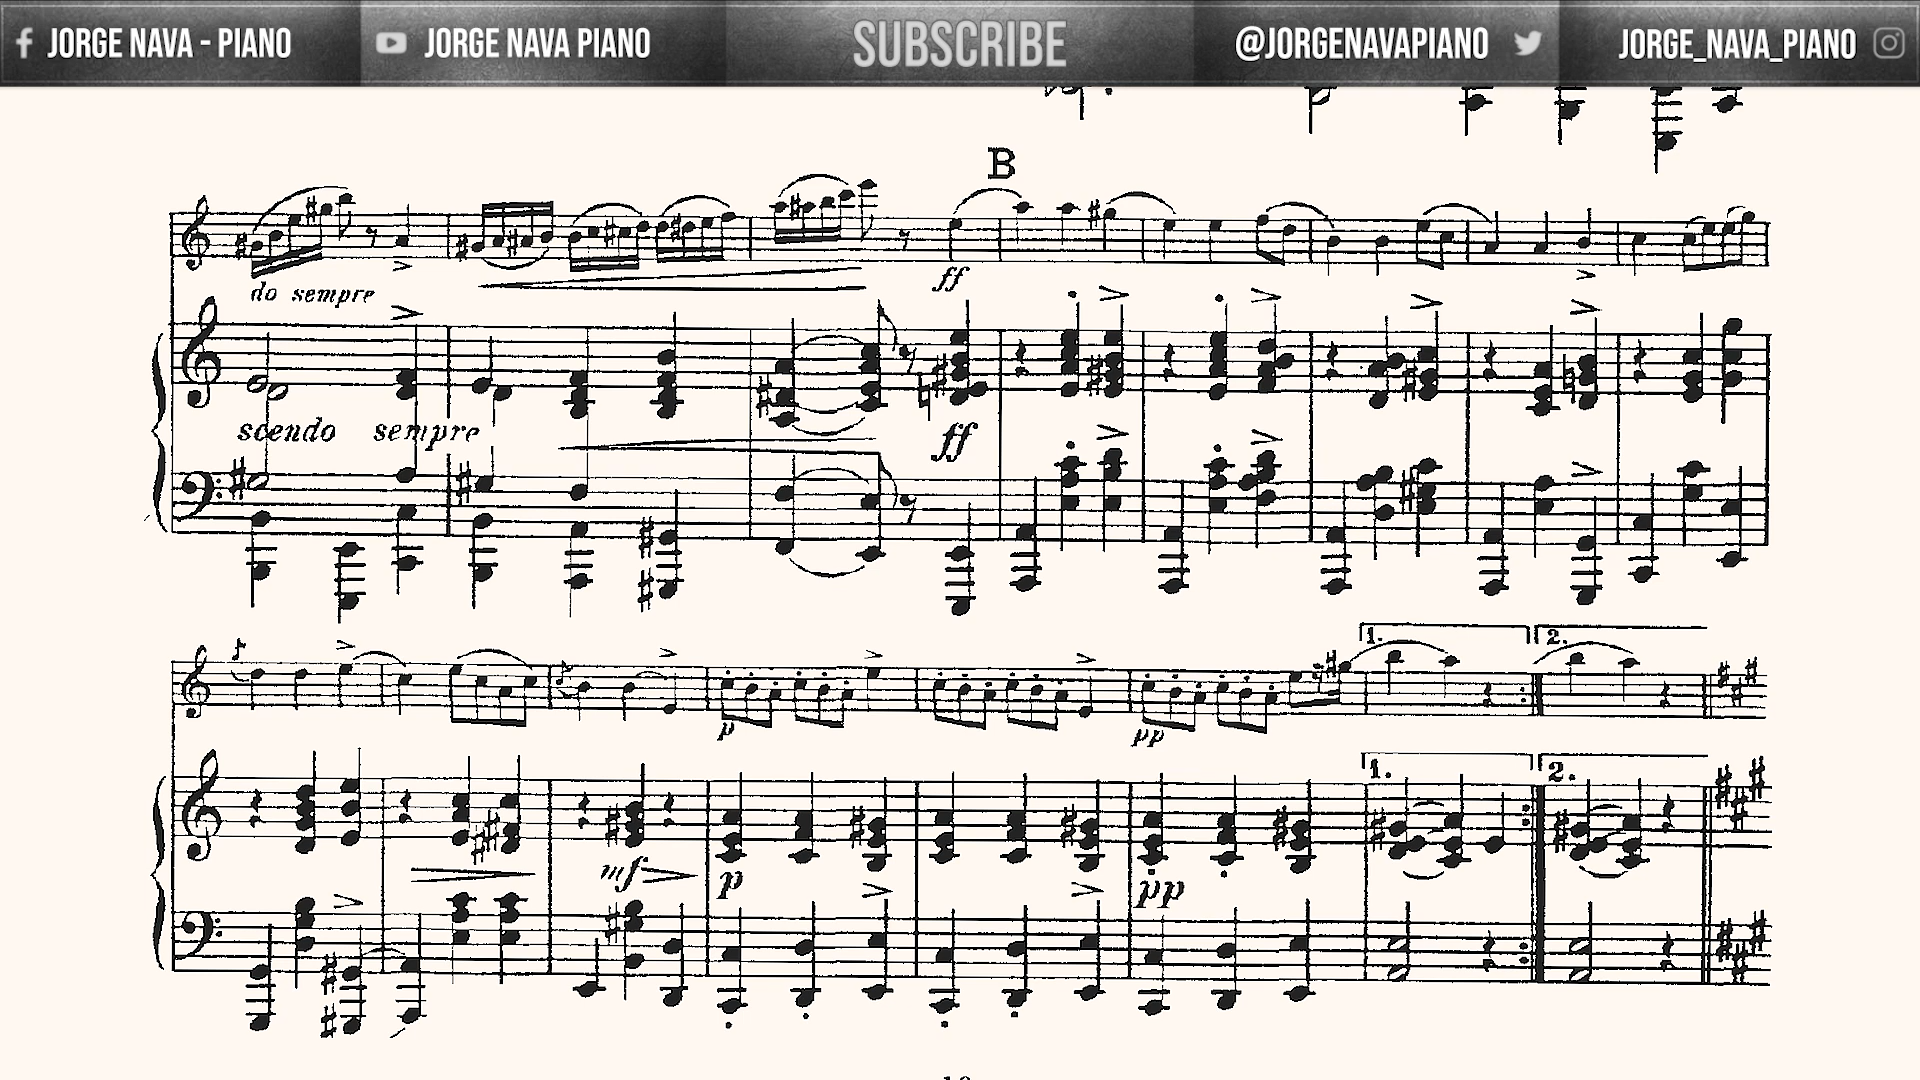 JORGE NAVA - PIANO
JORGE NAVA PIANO
SUBSCRIBE
@JORGENAVAPIANO
JORGE_NAVA_PIANO
B
do sempre
ff
scendo sempre
ff
1.
2.
p
pp
1.
2.
mf
p
pp